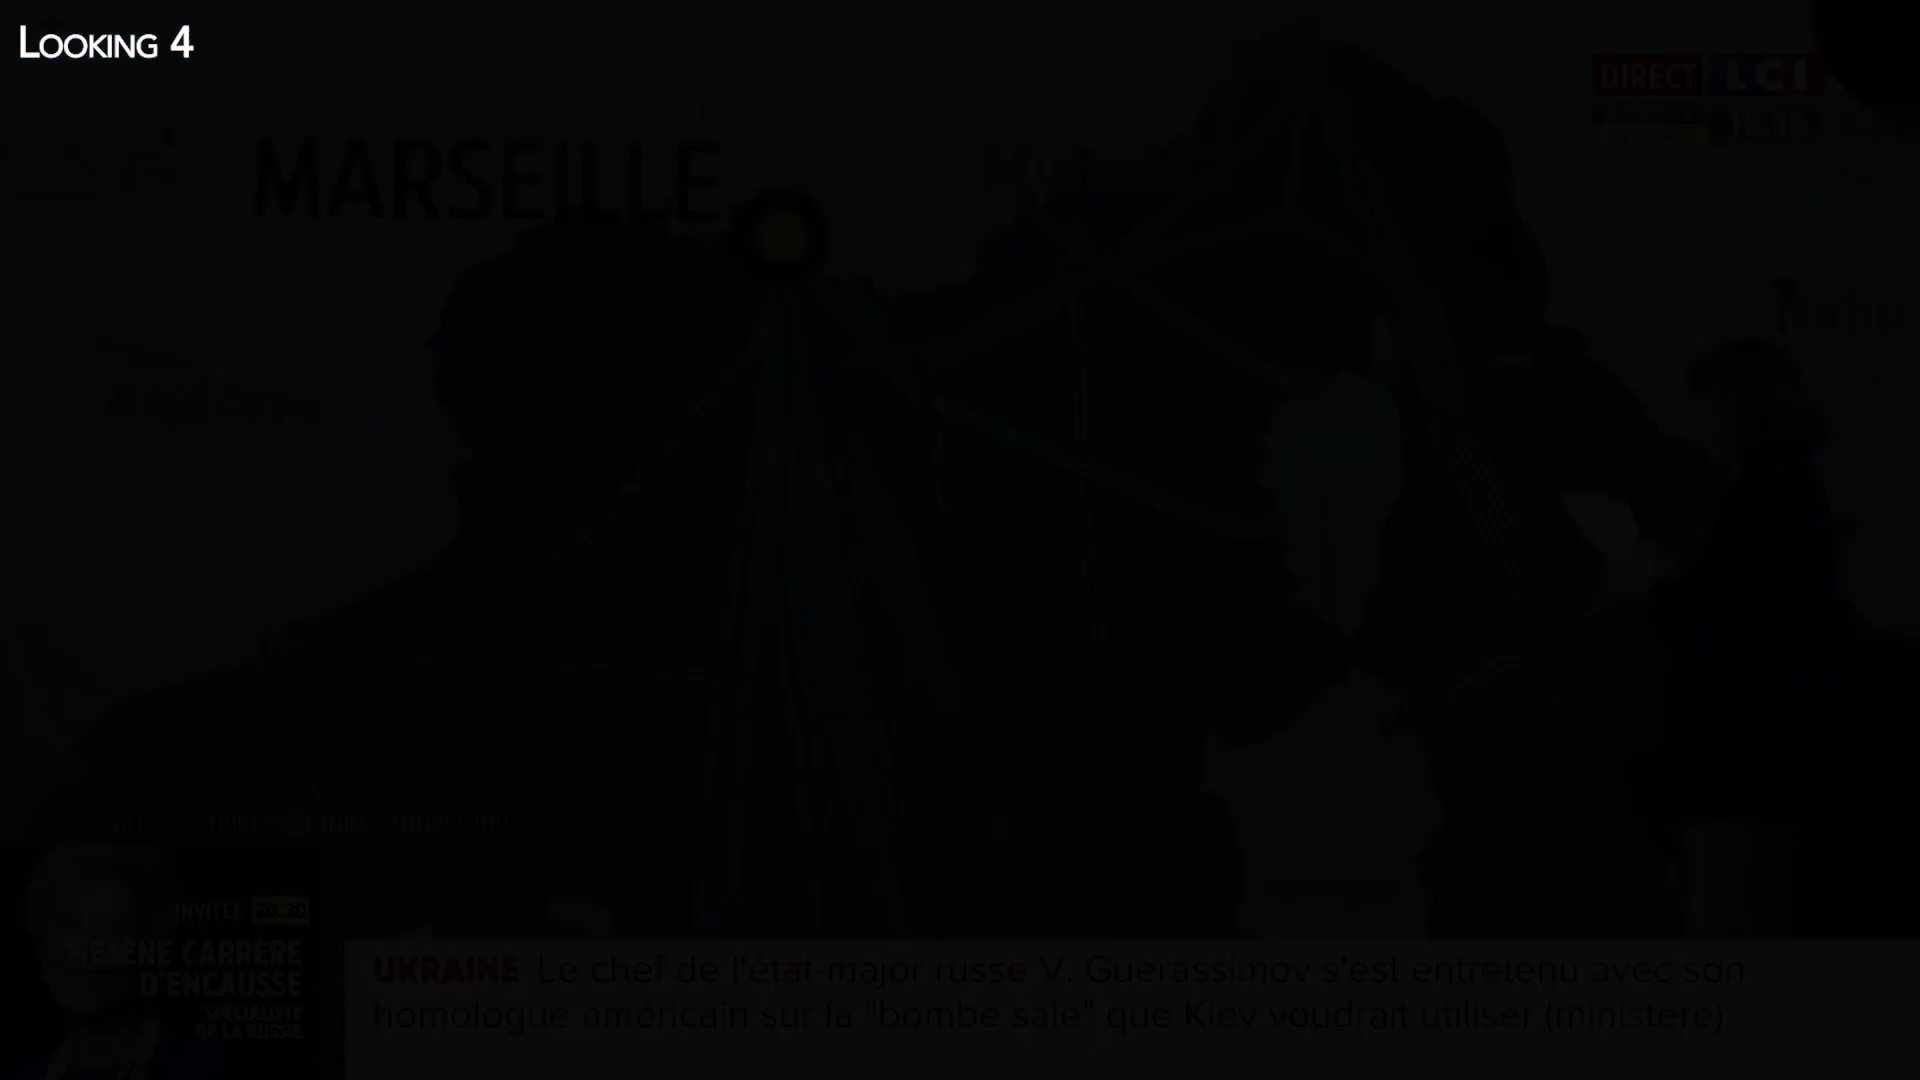 LOOKING 4
DIRECT LCI
MARSEILLE
INVITÉE 20.30
HÉLÈNE CARRÈRE
D'ENCAUSSE
SPÉCIALISTE
DE LA RUSSIE
UKRAINE Le chef de l'état-major russe V. Guerassimov s'est entretenu avec son
homologue américain sur la "bombe sale" que Kiev voudrait utiliser (ministère)